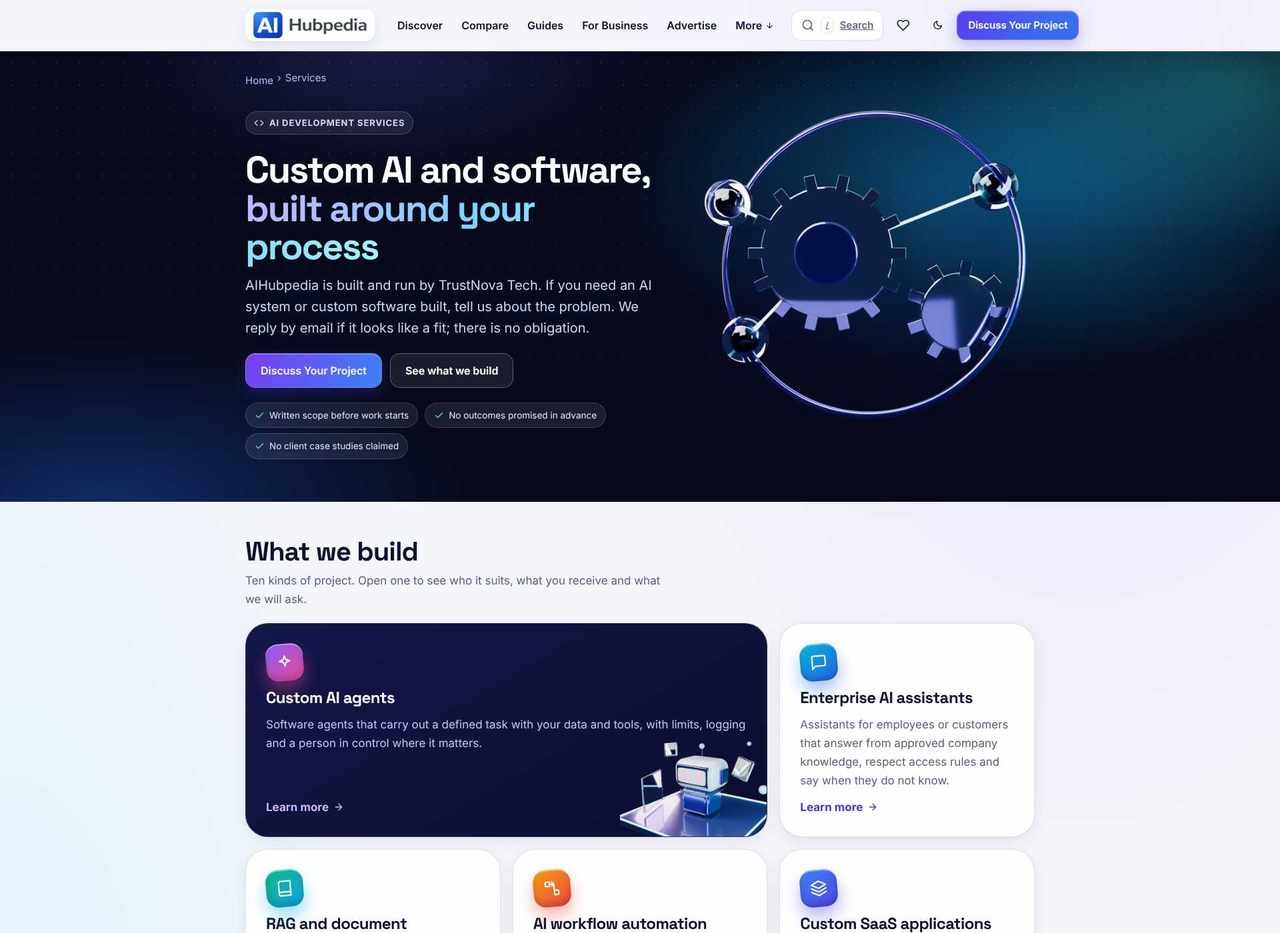 AI Hubpedia
Discover
Compare
Guides
For Business
Advertise
More ↓
/ Search
Discuss Your Project
Home › Services
AI DEVELOPMENT SERVICES
Custom AI and software,
built around your
process
AIHubpedia is built and run by TrustNova Tech. If you need an AI
system or custom software built, tell us about the problem. We
reply by email if it looks like a fit; there is no obligation.
Discuss Your Project
See what we build
Written scope before work starts
No outcomes promised in advance
No client case studies claimed
What we build
Ten kinds of project. Open one to see who it suits, what you receive and what
we will ask.
Custom AI agents
Software agents that carry out a defined task with your data and tools, with limits, logging
and a person in control where it matters.
Learn more →
Enterprise AI assistants
Assistants for employees or customers
that answer from approved company
knowledge, respect access rules and
say when they do not know.
Learn more →
RAG and document
AI workflow automation
Custom SaaS applications